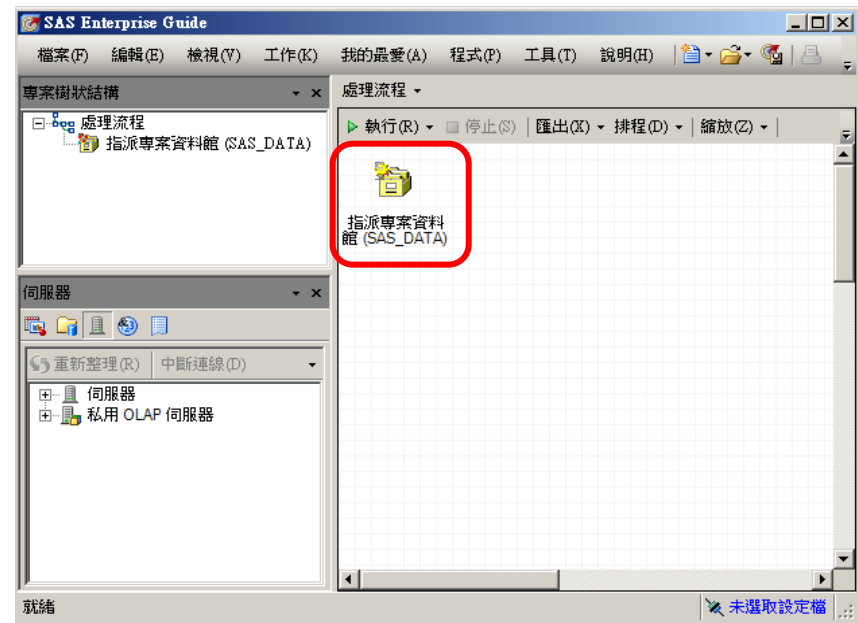 SAS Enterprise Guide
檔案(F) 編輯(E) 檢視(V) 工作(K) 我的最愛(A) 程式(P) 工具(T) 說明(H)
專案樹狀結構
處理流程
指派專案資料館 (SAS_DATA)
處理流程
執行(R) 停止(S) 匯出(X) 排程(D) 縮放(Z)
指派專案資料
館 (SAS_DATA)
伺服器
重新整理(R) 中斷連線(D)
伺服器
私用 OLAP 伺服器
就緒
未選取設定檔